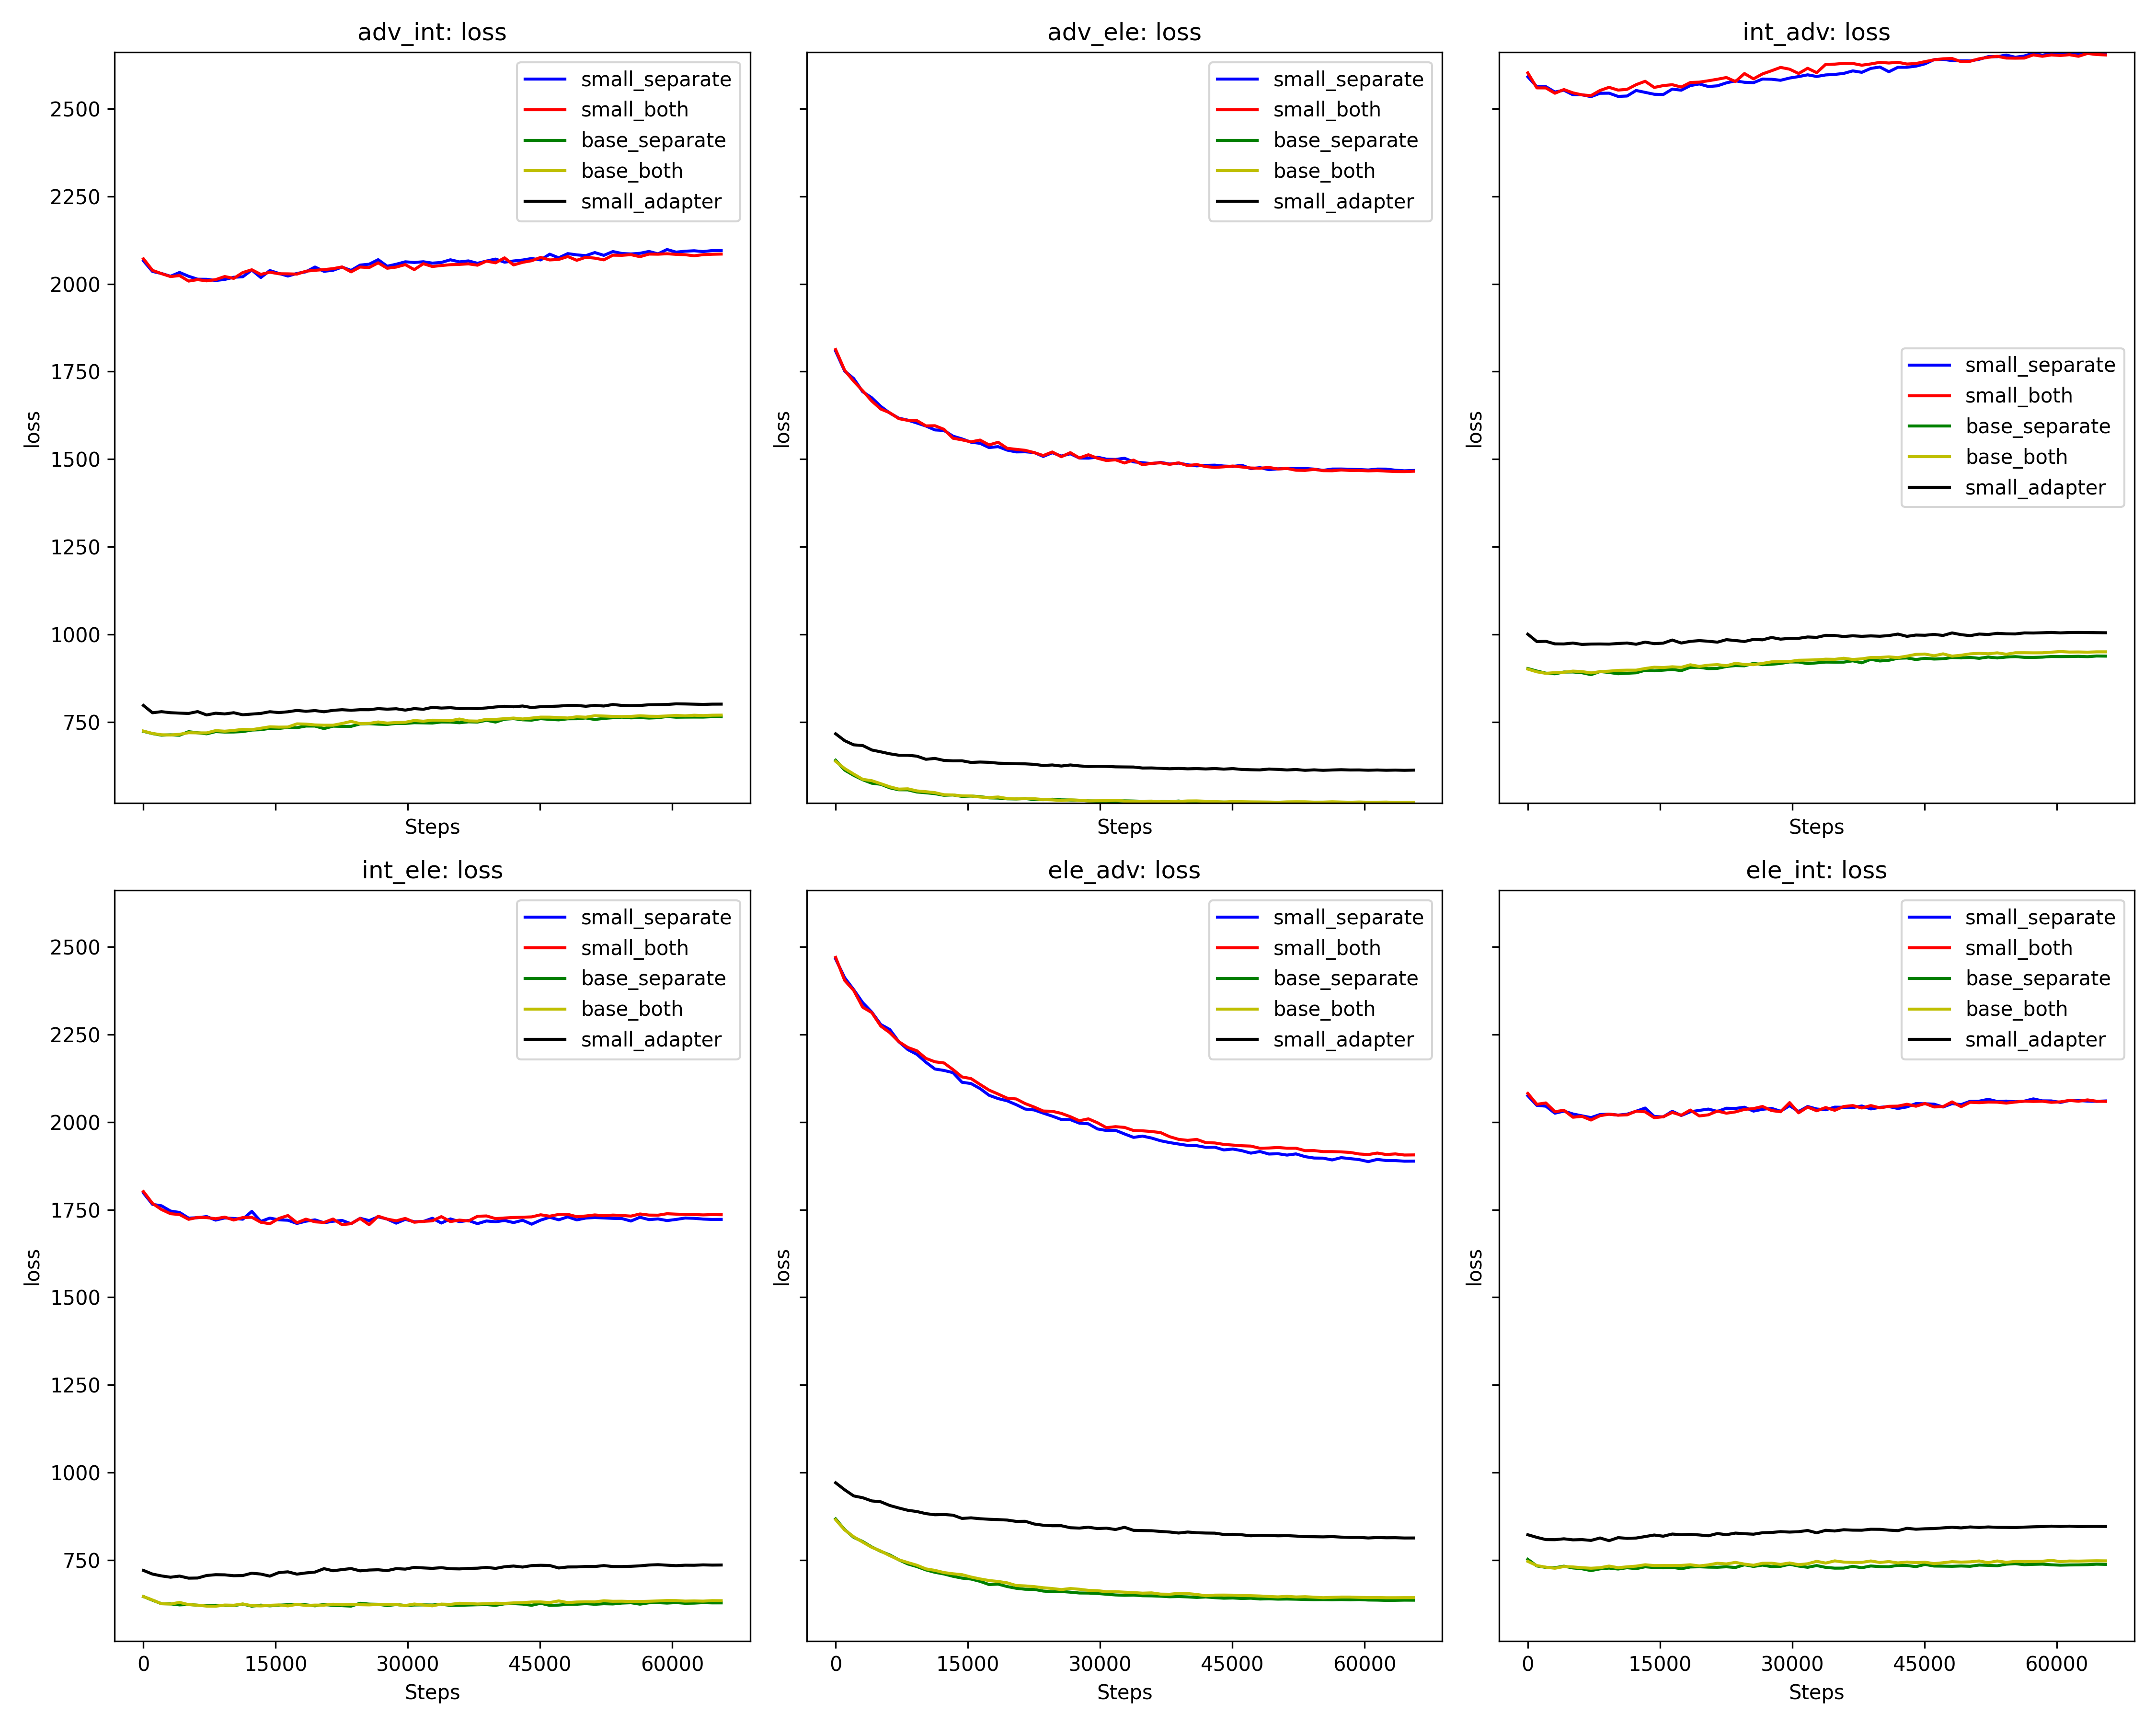 adv_int: loss
small_separate
small_both
base_separate
base_both
small_adapter
2500
2250
2000
1750
1500
1250
1000
750
loss
Steps
adv_ele: loss
small_separate
small_both
base_separate
base_both
small_adapter
loss
Steps
int_adv: loss
small_separate
small_both
base_separate
base_both
small_adapter
loss
Steps
int_ele: loss
small_separate
small_both
base_separate
base_both
small_adapter
2500
2250
2000
1750
1500
1250
1000
750
loss
0 15000 30000 45000 60000
Steps
ele_adv: loss
small_separate
small_both
base_separate
base_both
small_adapter
loss
0 15000 30000 45000 60000
Steps
ele_int: loss
small_separate
small_both
base_separate
base_both
small_adapter
loss
0 15000 30000 45000 60000
Steps